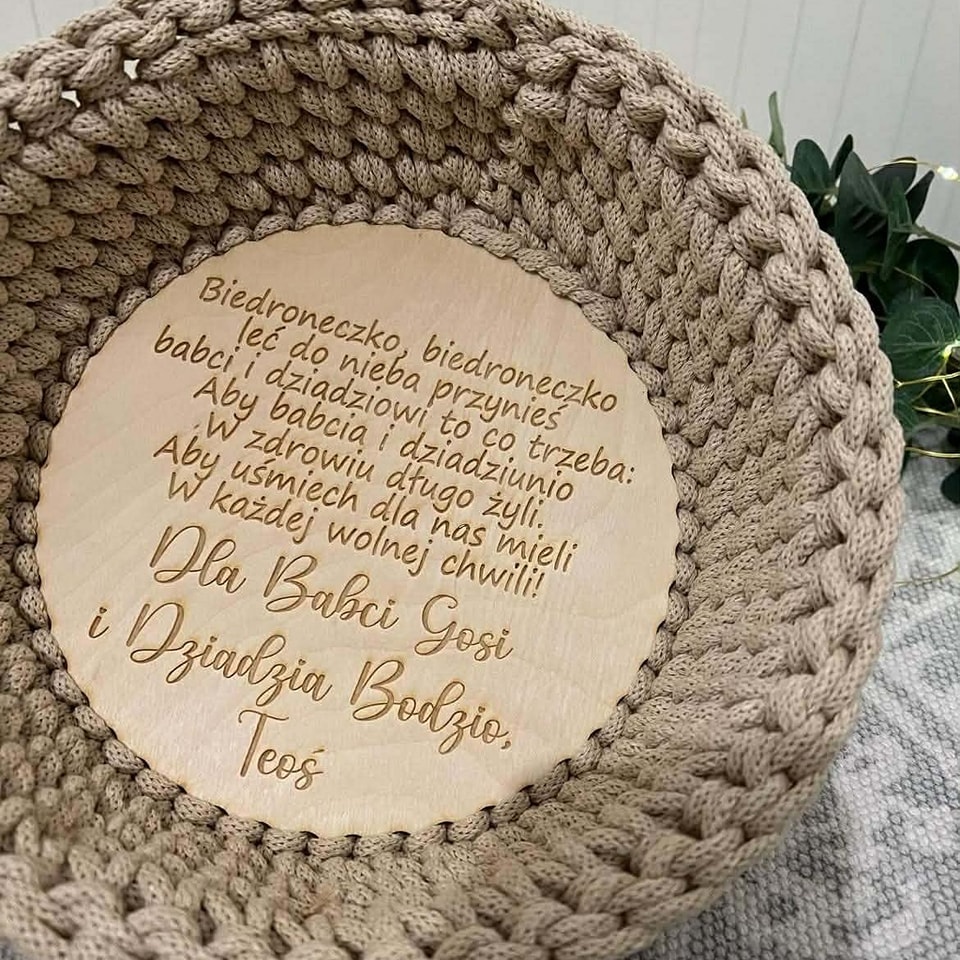 Biedroneczko, biedroneczko
leć do nieba przynieś
babci i dziadziowi to co trzeba:
Aby babcia i dziadziunio
W zdrowiu długo żyli.
Aby uśmiech dla nas mieli
W każdej wolnej chwili!
Dla Babci Gosi
i Dziadzia Bodzio,
Teoś